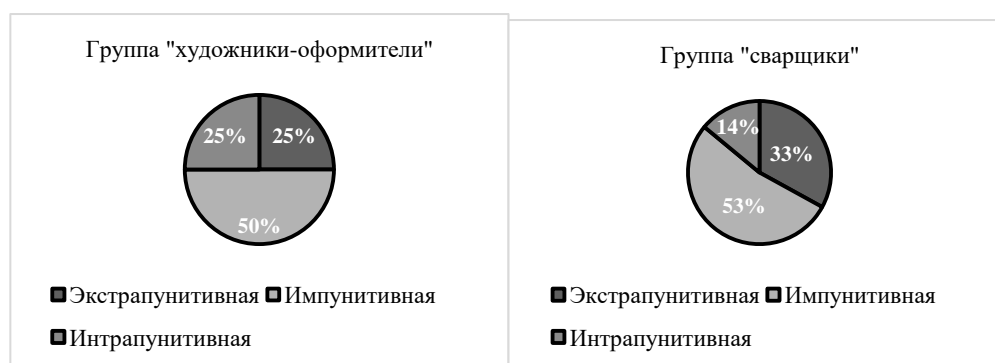 Группа "художники-оформители"
25%
25%
50%
Экстрапунитивная Импунитивная
Интрапунитивная
Группа "сварщики"
14%
33%
53%
Экстрапунитивная Импунитивная
Интрапунитивная